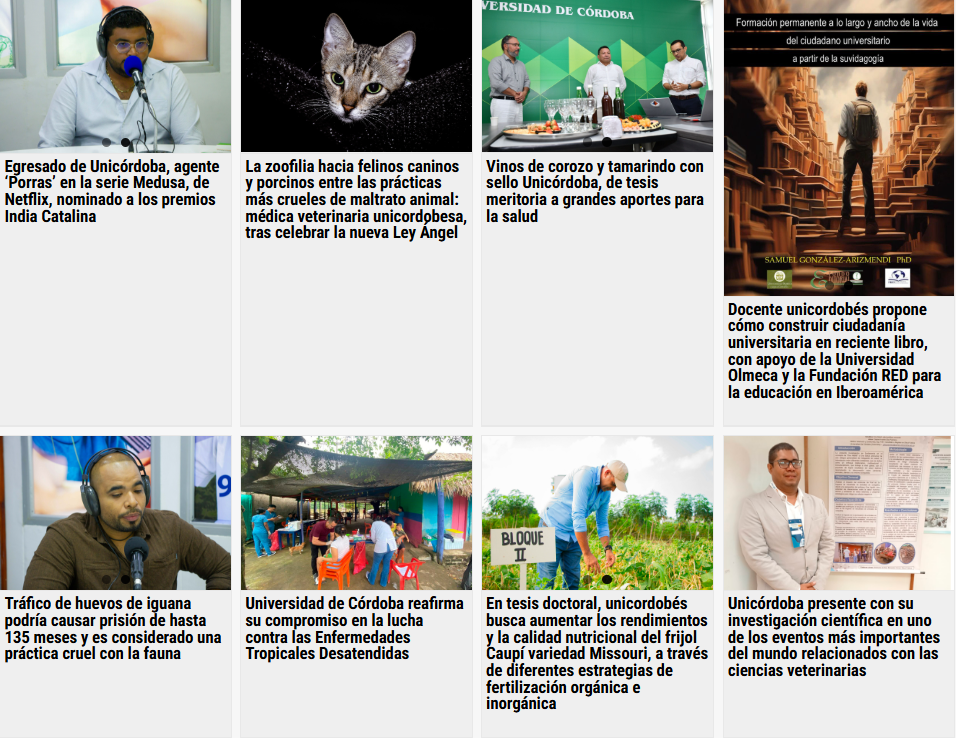 VERSIDAD DE CÓRDOBA
Formación permanente a lo largo y ancho de la vida
del ciudadano universitario
a partir de la suvidagogía
SAMUEL GONZÁLEZ-ARIZMENDI PhD
Egresado de Unicórdoba, agente
‘Porras’ en la serie Medusa, de
Netflix, nominado a los premios
India Catalina
La zoofilia hacia felinos caninos
y porcinos entre las prácticas
más crueles de maltrato animal:
médica veterinaria unicordobesa,
tras celebrar la nueva Ley Ángel
Vinos de corozo y tamarindo con
sello Unicórdoba, de tesis
meritoria a grandes aportes para
la salud
Docente unicordobés propone
cómo construir ciudadanía
universitaria en reciente libro,
con apoyo de la Universidad
Olmeca y la Fundación RED para
la educación en Iberoamérica
9
BLOQUE
II
Tráfico de huevos de iguana
podría causar prisión de hasta
135 meses y es considerado una
práctica cruel con la fauna
Universidad de Córdoba reafirma
su compromiso en la lucha
contra las Enfermedades
Tropicales Desatendidas
En tesis doctoral, unicordobés
busca aumentar los rendimientos
y la calidad nutricional del frijol
Caupí variedad Missouri, a través
de diferentes estrategias de
fertilización orgánica e
inorgánica
Unicórdoba presente con su
investigación científica en uno
de los eventos más importantes
del mundo relacionados con las
ciencias veterinarias